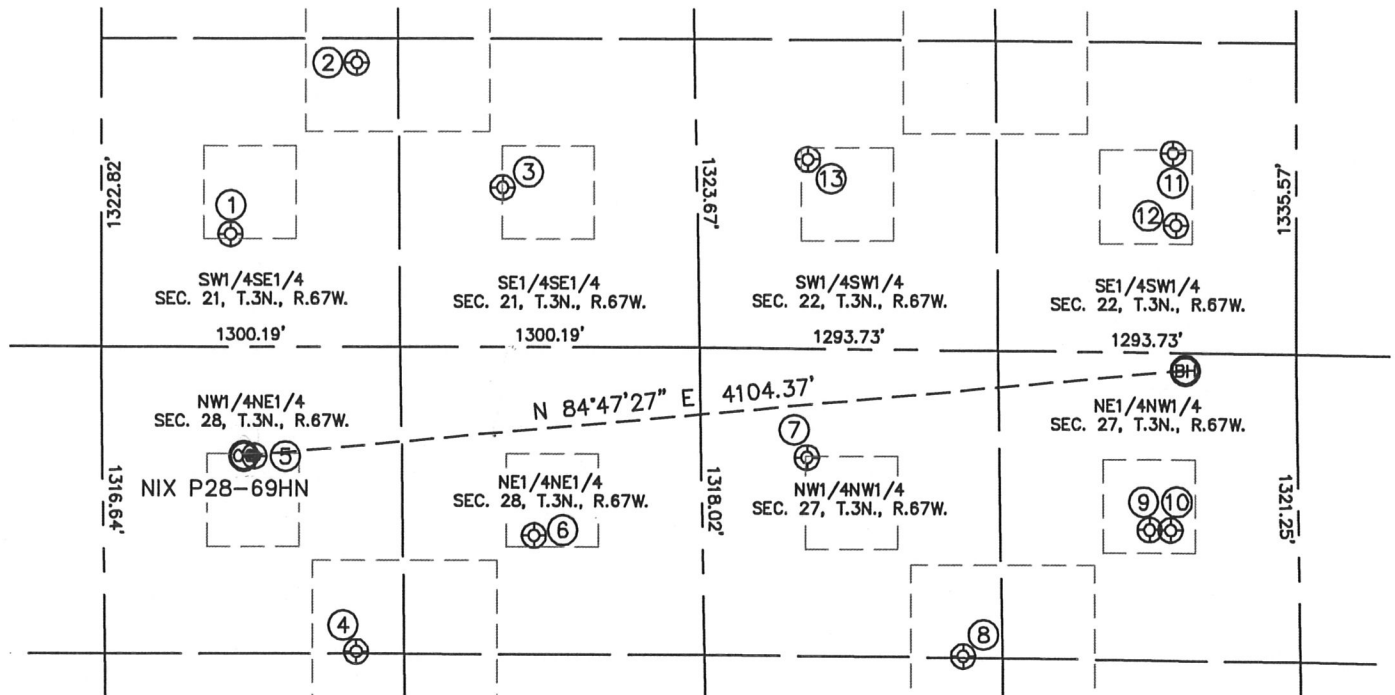 2
3
13
11
1
12
1322.82'
1323.67'
1335.57'
SW1/4SE1/4
SEC. 21, T.3N., R.67W.
SE1/4SE1/4
SEC. 21, T.3N., R.67W.
SW1/4SW1/4
SEC. 22, T.3N., R.67W.
SE1/4SW1/4
SEC. 22, T.3N., R.67W.
1300.19'
1300.19'
1293.73'
1293.73'
BH
N 84°47'27" E 4104.37'
NW1/4NE1/4
SEC. 28, T.3N., R.67W.
NE1/4NW1/4
SEC. 27, T.3N., R.67W.
7
5
NIX P28-69HN
1316.64'
NE1/4NE1/4
SEC. 28, T.3N., R.67W.
1318.02'
NW1/4NW1/4
SEC. 27, T.3N., R.67W.
9
10
1321.25'
6
4
8